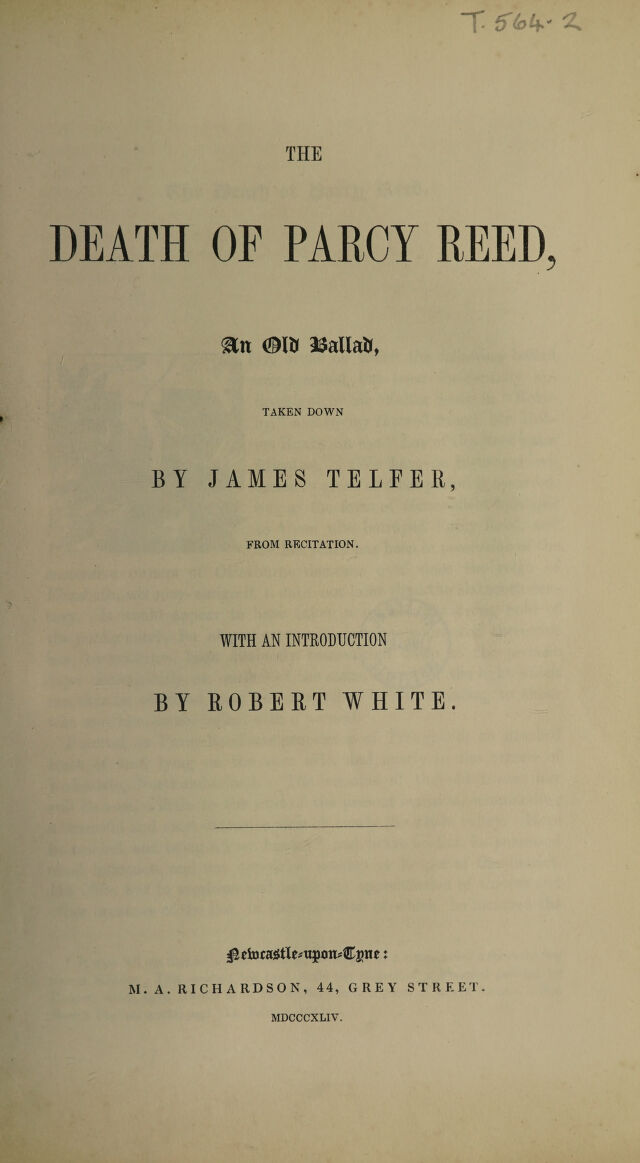 T. 564-2
THE
DEATH OF PARCY REED,
An Old Ballad,
TAKEN DOWN
BY JAMES TELFER,
FROM RECITATION.
WITH AN INTRODUCTION
BY ROBERT WHITE.
Newcastle-upon-Tyne:
M. A. RICHARDSON, 44, GREY STREET.
MDCCCXLIV.